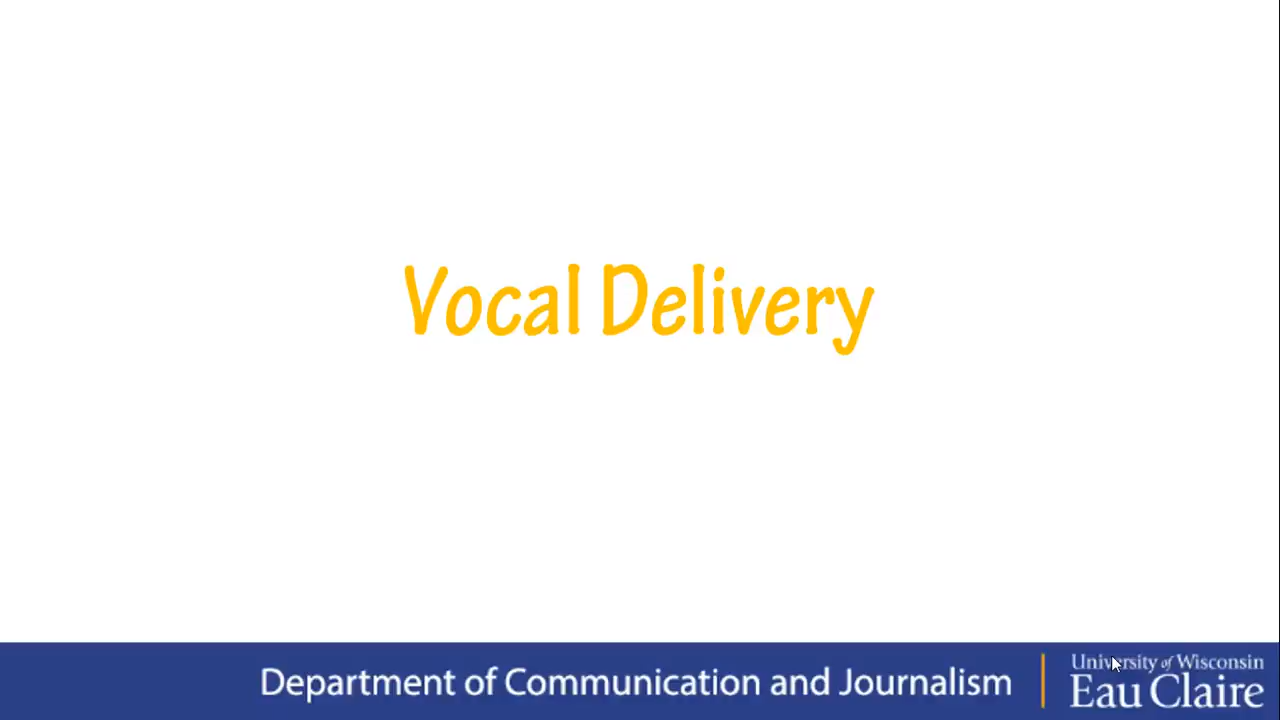 Vocal Delivery
Department of Communication and Journalism
University of Wisconsin
Eau Claire